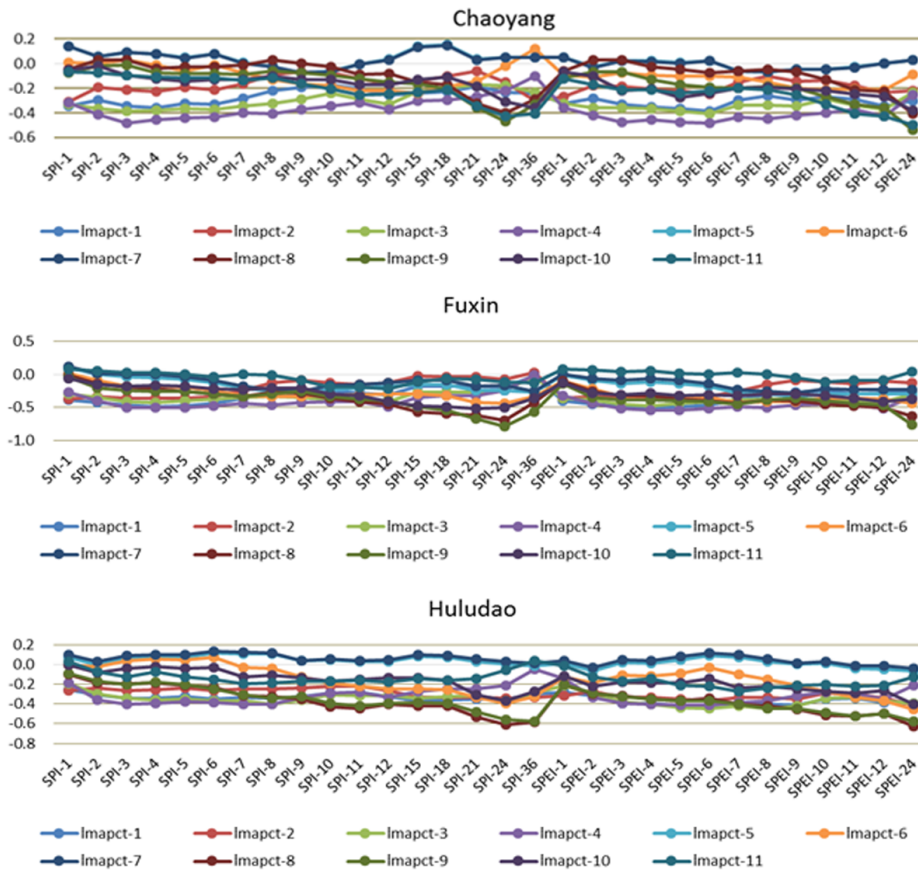 Chaoyang
0.2
0.0
-0.2
-0.4
-0.6
SPI-1 SPI-2 SPI-3 SPI-4 SPI-5 SPI-6 SPI-7 SPI-8 SPI-9 SPI-10 SPI-11 SPI-12 SPI-15 SPI-18 SPI-21 SPI-24 SPI-36 SPEI-1 SPEI-2 SPEI-3 SPEI-4 SPEI-5 SPEI-6 SPEI-7 SPEI-8 SPEI-9 SPEI-10 SPEI-11 SPEI-12 SPEI-24
Imapct-1 Imapct-2 Imapct-3 Imapct-4 Imapct-5 Imapct-6
Imapct-7 Imapct-8 Imapct-9 Imapct-10 Imapct-11
Fuxin
0.5
0.0
-0.5
-1.0
SPI-1 SPI-2 SPI-3 SPI-4 SPI-5 SPI-6 SPI-7 SPI-8 SPI-9 SPI-10 SPI-11 SPI-12 SPI-15 SPI-18 SPI-21 SPI-24 SPI-36 SPEI-1 SPEI-2 SPEI-3 SPEI-4 SPEI-5 SPEI-6 SPEI-7 SPEI-8 SPEI-9 SPEI-10 SPEI-11 SPEI-12 SPEI-24
Imapct-1 Imapct-2 Imapct-3 Imapct-4 Imapct-5 Imapct-6
Imapct-7 Imapct-8 Imapct-9 Imapct-10 Imapct-11
Huludao
0.2
0.0
-0.2
-0.4
-0.6
-0.8
SPI-1 SPI-2 SPI-3 SPI-4 SPI-5 SPI-6 SPI-7 SPI-8 SPI-9 SPI-10 SPI-11 SPI-12 SPI-15 SPI-18 SPI-21 SPI-24 SPI-36 SPEI-1 SPEI-2 SPEI-3 SPEI-4 SPEI-5 SPEI-6 SPEI-7 SPEI-8 SPEI-9 SPEI-10 SPEI-11 SPEI-12 SPEI-24
Imapct-1 Imapct-2 Imapct-3 Imapct-4 Imapct-5 Imapct-6
Imapct-7 Imapct-8 Imapct-9 Imapct-10 Imapct-11